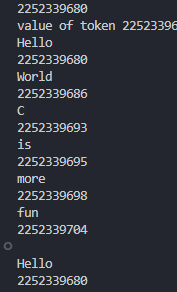 2252339680
value of token 22523396
Hello
2252339680
World
2252339686
C
2252339693
is
2252339695
more
2252339698
fun
2252339704
Hello
2252339680